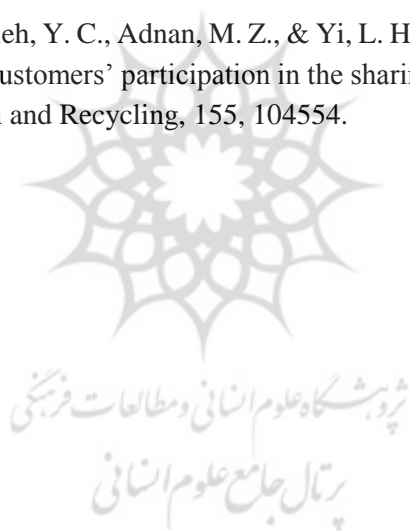 eh, Y. C., Adnan, M. Z., & Yi, L. H
ustomers’ participation in the sharin
and Recycling, 155, 104554.
پژوهشگاه علوم انسانی و مطالعات فرهنگی
پرتال جامع علوم انسانی